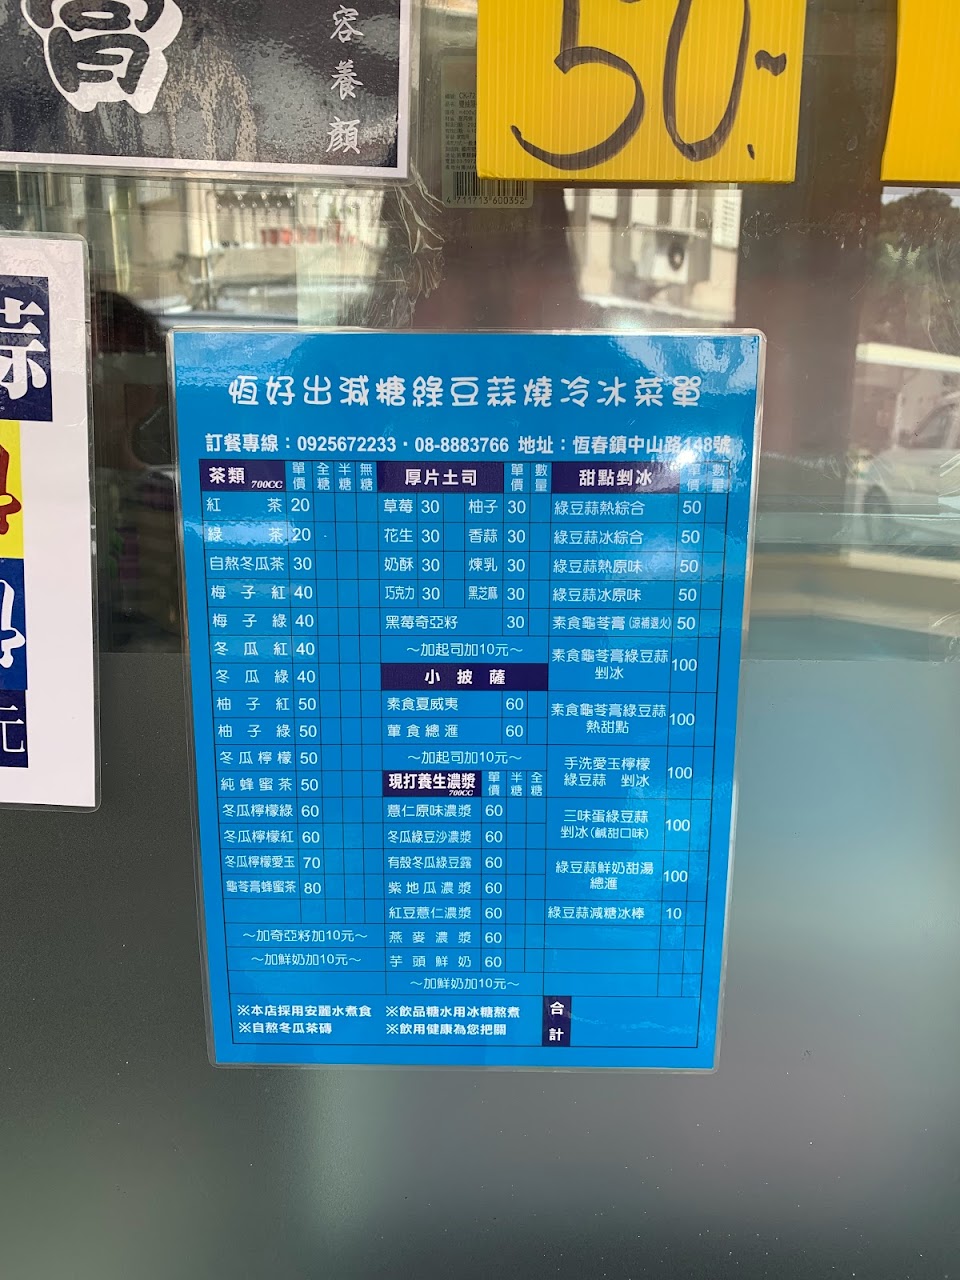 容養顏
50.~
4711713600352
蒜
元
恆好出減糖綠豆蒜燒冷冰菜單
訂餐專線：0925672233‧08-8883766 地址：恆春鎮中山路148號
茶類 700CC 單價 全糖 半糖 無糖
紅茶 20
綠茶 20
自熬冬瓜茶 30
梅子紅 40
梅子綠 40
冬瓜紅 40
冬瓜綠 40
柚子紅 50
柚子綠 50
冬瓜檸檬 50
純蜂蜜茶 50
冬瓜檸檬綠 60
冬瓜檸檬紅 60
冬瓜檸檬愛玉 70
龜苓膏蜂蜜茶 80
～加奇亞籽加10元～
～加鮮奶加10元～
厚片土司 單價 數量
草莓 30 柚子 30
花生 30 香蒜 30
奶酥 30 煉乳 30
巧克力 30 黑芝麻 30
黑莓奇亞籽 30
～加起司加10元～
小披薩
素食夏威夷 60
葷食總滙 60
～加起司加10元～
現打養生濃漿 700CC 單價 半糖 全糖
薏仁原味濃漿 60
冬瓜綠豆沙濃漿 60
有殼冬瓜綠豆露 60
紫地瓜濃漿 60
紅豆薏仁濃漿 60
燕麥濃漿 60
芋頭鮮奶 60
～加鮮奶加10元～
甜點剉冰 單價 數量
綠豆蒜熱綜合 50
綠豆蒜冰綜合 50
綠豆蒜熱原味 50
綠豆蒜冰原味 50
素食龜苓膏(涼補退火) 50
素食龜苓膏綠豆蒜
剉冰 100
素食龜苓膏綠豆蒜
熱甜點 100
手洗愛玉檸檬
綠豆蒜 剉冰 100
三味蛋綠豆蒜
剉冰(鹹甜口味) 100
綠豆蒜鮮奶甜湯
總滙 100
綠豆蒜減糖冰棒 10
※本店採用安麗水煮食 ※飲品糖水用冰糖熬煮
※自熬冬瓜茶磚 ※飲用健康為您把關
合計